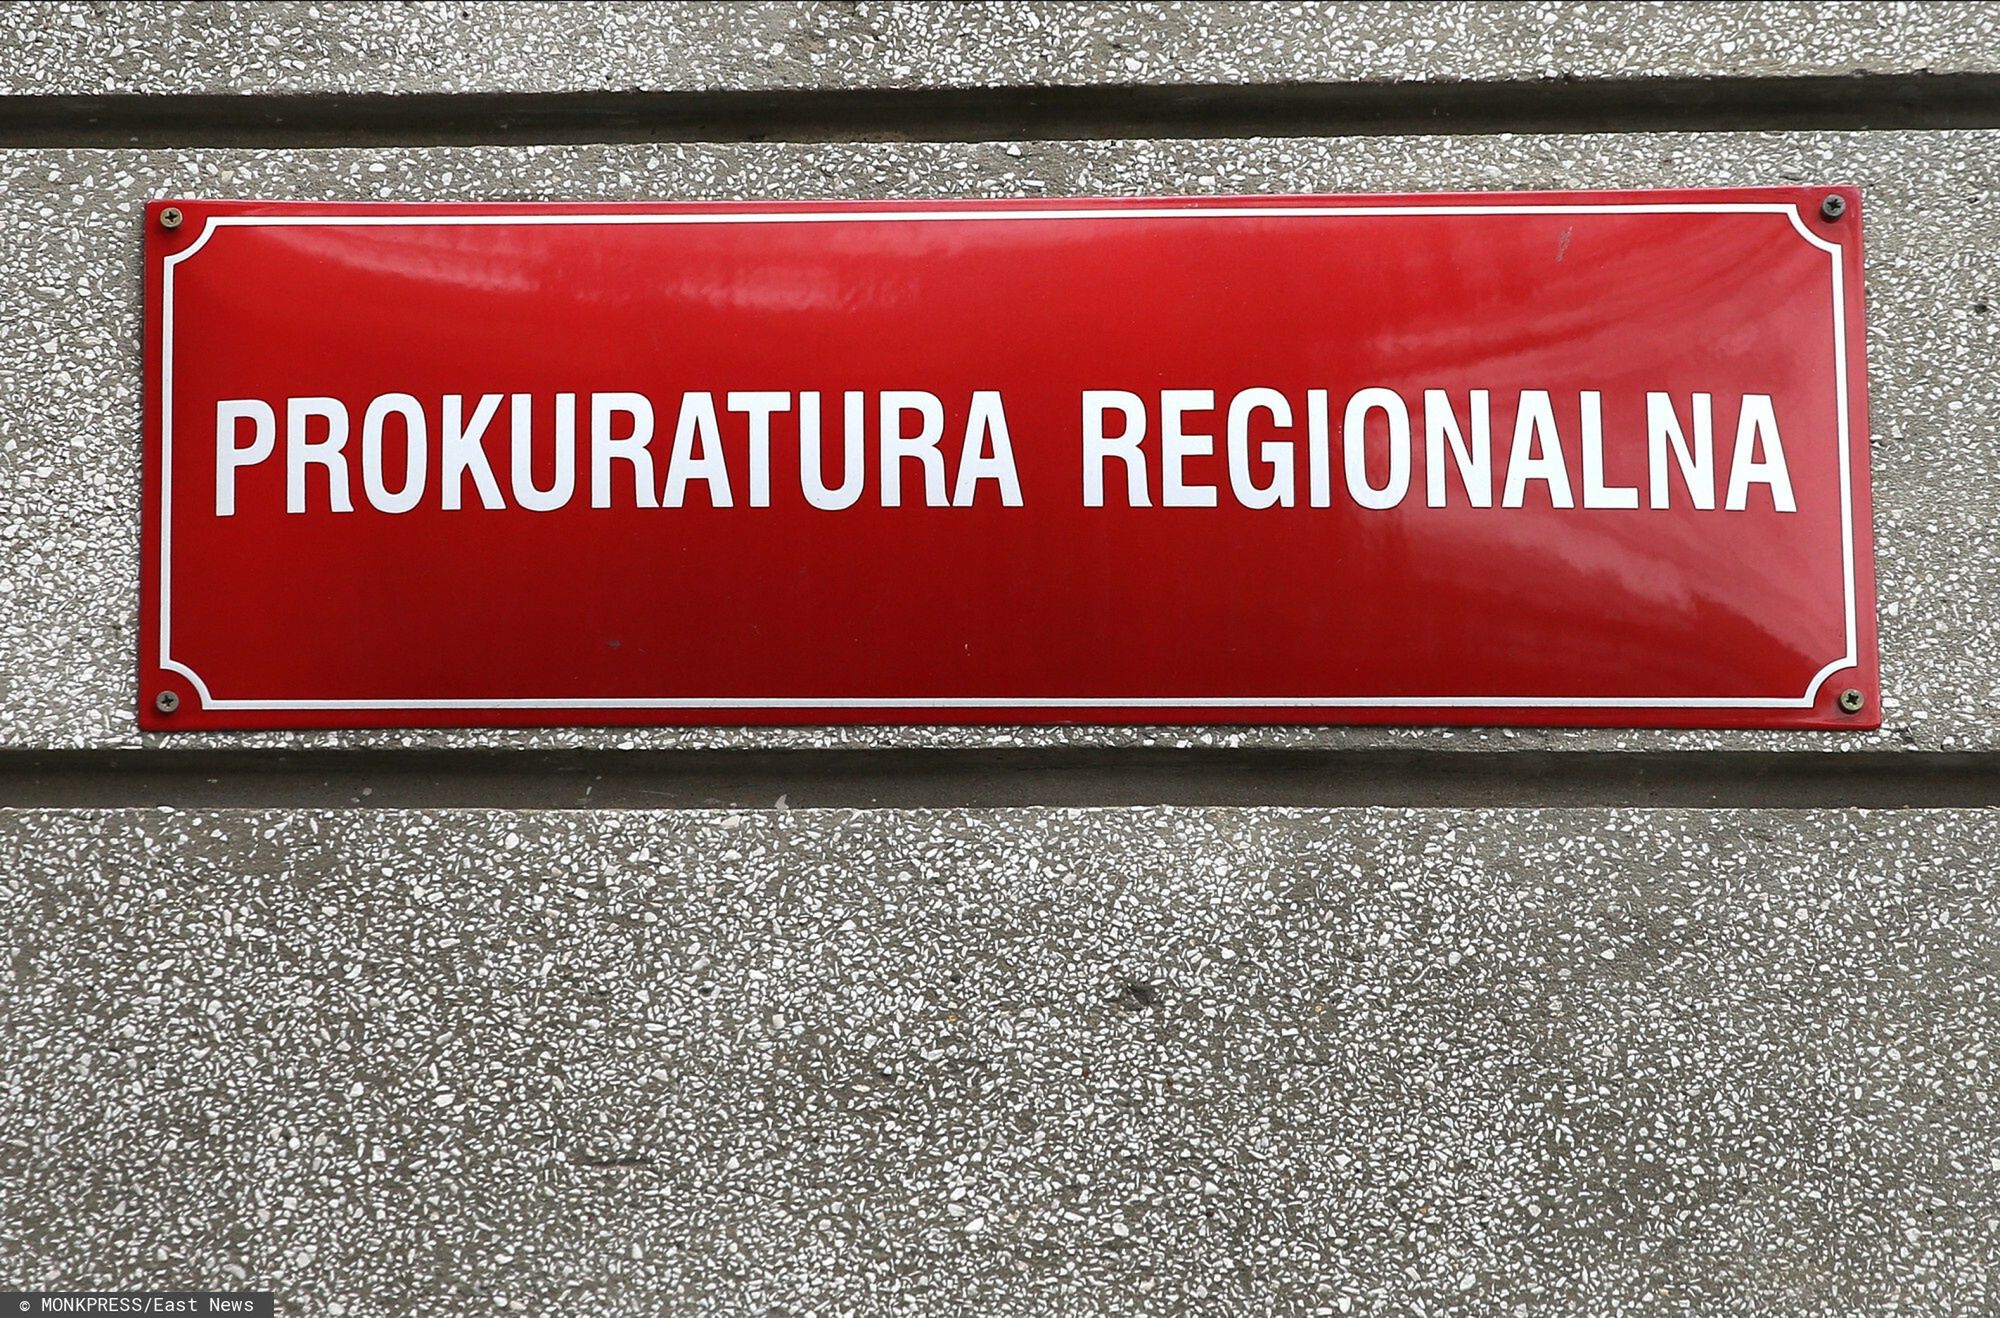 PROKURATURA REGIONALNA
© MONKPRESS/East News